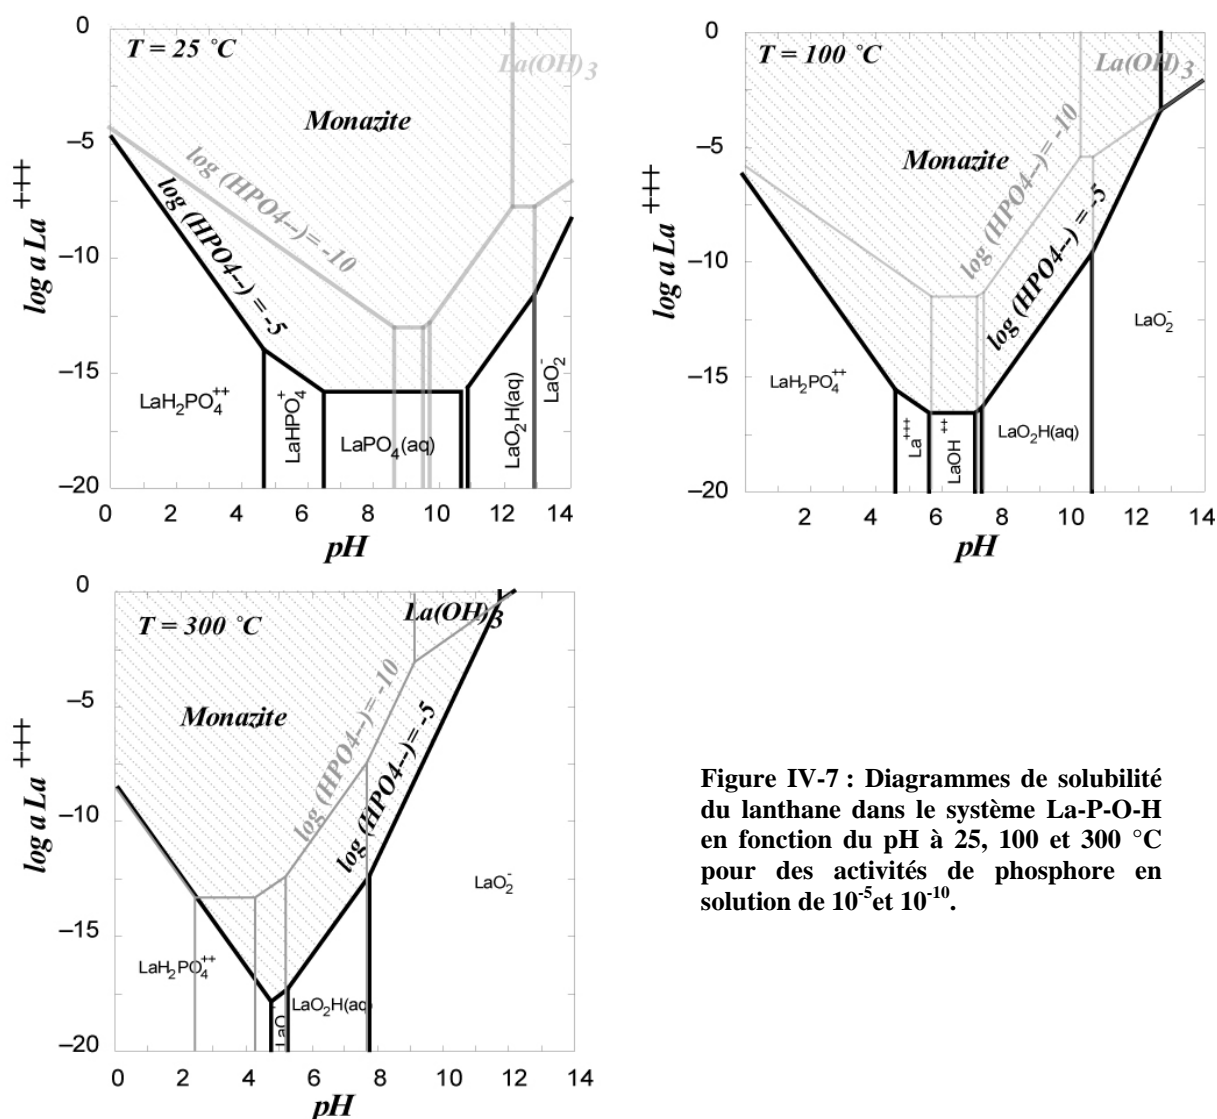 0
T = 25 °C
La(OH)3
Monazite
–5
log (HPO4--) = -10
log (HPO4--) = -5
–10
–15
–20
log a La+++
LaH2PO4++
LaHPO4+
LaPO4(aq)
LaO2H(aq)
LaO2-
0 2 4 6 8 10 12 14
pH
0
T = 100 °C
La(OH)3
–5
Monazite
log (HPO4--) = -10
log (HPO4--) = -5
–10
–15
–20
log a La+++
LaH2PO4++
La+++
LaOH++
LaO2H(aq)
LaO2-
2 4 6 8 10 12 14
pH
0
T = 300 °C
La(OH)3
–5
Monazite
log (HPO4--)= -10
log (HPO4--)= -5
–10
–15
–20
log a La+++
LaH2PO4++
LaO2H(aq)
LaO2-
0 2 4 6 8 10 12 14
pH
Figure IV-7 : Diagrammes de solubilité
du lanthane dans le système La-P-O-H
en fonction du pH à 25, 100 et 300 °C
pour des activités de phosphore en
solution de 10-5et 10-10.